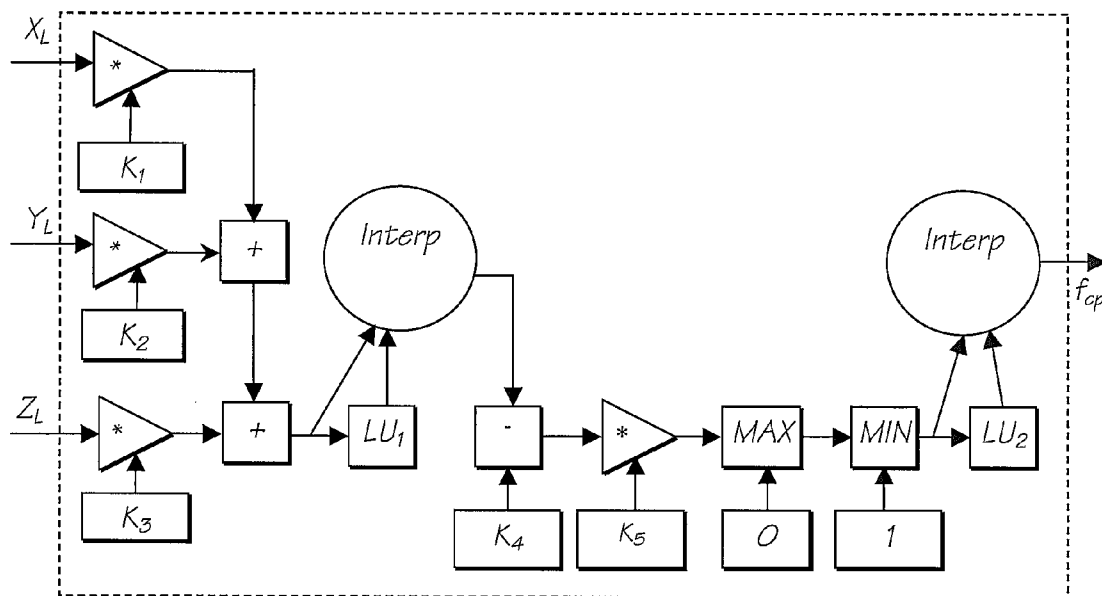 X_L
*
K_1
Y_L
*
+
Interp
Interp
K_2
f_cp
Z_L
*
+
LU_1
-
*
MAX
MIN
LU_2
K_3
K_4
K_5
0
1